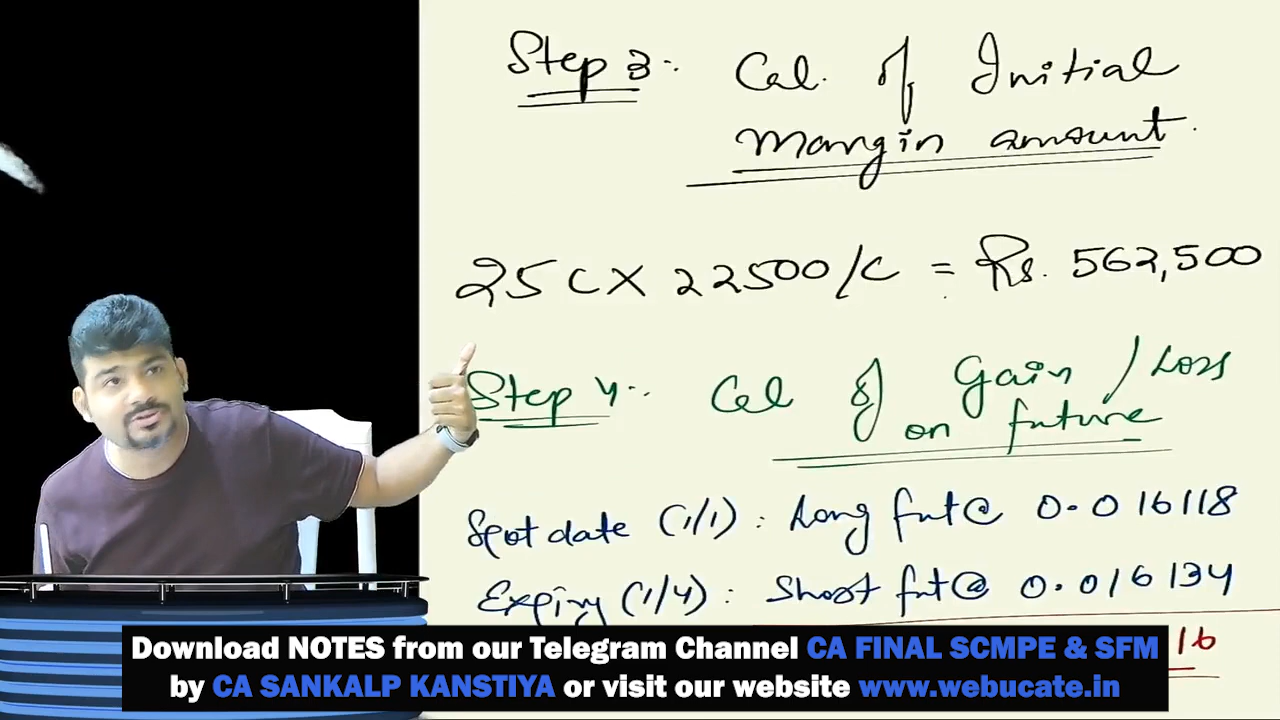 Step 3:. Cal. of Initial
margin amount.
25 C X 22500/C = Rs. 562,500
Step 4:. Cal of Gain / Loss
on future
Spot date (1/1) : Long fut@ 0.016118
Expiry (1/4) : Short fut@ 0.016134
16
Download NOTES from our Telegram Channel CA FINAL SCMPE & SFM
by CA SANKALP KANSTIYA or visit our website www.webucate.in